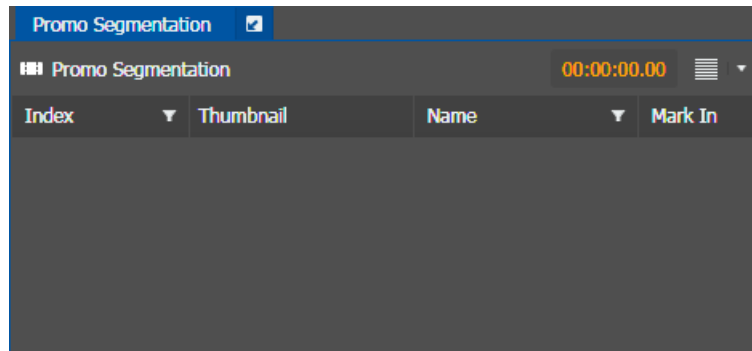 Promo Segmentation
Promo Segmentation 00:00:00.00
Index Thumbnail Name Mark In